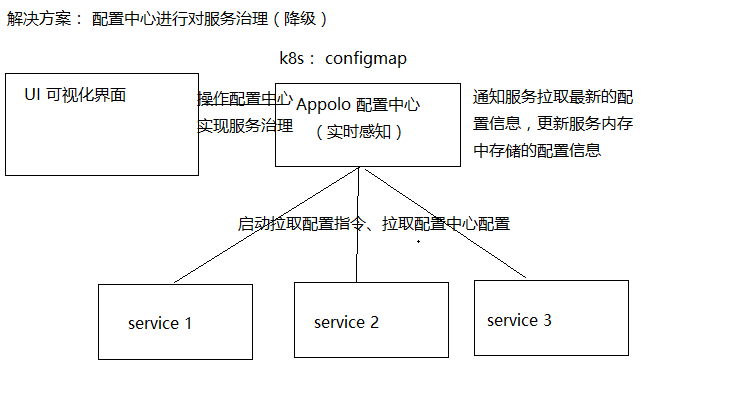 解决方案： 配置中心进行对服务治理（降级）
k8s： configmap
UI 可视化界面
操作配置中心
实现服务治理
Appolo 配置中心
（实时感知）
通知服务拉取最新的配
置信息，更新服务内存
中存储的配置信息
启动拉取配置指令、拉取配置中心配置
service 1
service 2
service 3